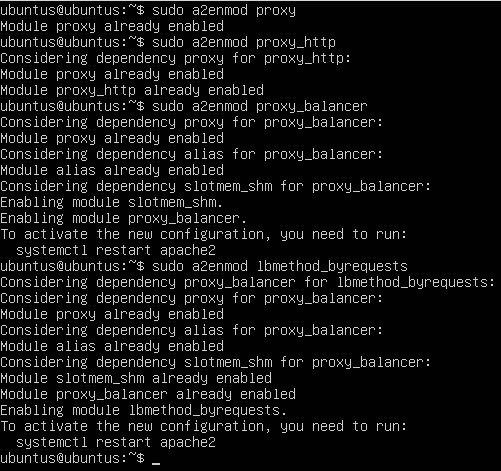 ubuntus@ubuntus:~$ sudo a2enmod proxy
Module proxy already enabled
ubuntus@ubuntus:~$ sudo a2enmod proxy_http
Considering dependency proxy for proxy_http:
Module proxy already enabled
Module proxy_http already enabled
ubuntus@ubuntus:~$ sudo a2enmod proxy_balancer
Considering dependency proxy for proxy_balancer:
Module proxy already enabled
Considering dependency alias for proxy_balancer:
Module alias already enabled
Considering dependency slotmem_shm for proxy_balancer:
Enabling module slotmem_shm.
Enabling module proxy_balancer.
To activate the new configuration, you need to run:
  systemctl restart apache2
ubuntus@ubuntus:~$ sudo a2enmod lbmethod_byrequests
Considering dependency proxy_balancer for lbmethod_byrequests:
Considering dependency proxy for proxy_balancer:
Module proxy already enabled
Considering dependency alias for proxy_balancer:
Module alias already enabled
Considering dependency slotmem_shm for proxy_balancer:
Module slotmem_shm already enabled
Module proxy_balancer already enabled
Enabling module lbmethod_byrequests.
To activate the new configuration, you need to run:
  systemctl restart apache2
ubuntus@ubuntus:~$ _